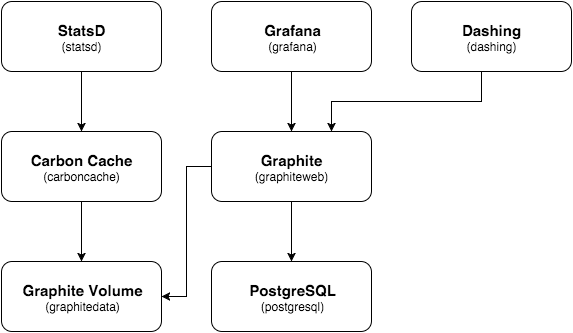 StatsD
(statsd)
Grafana
(grafana)
Dashing
(dashing)
Carbon Cache
(carboncache)
Graphite
(graphiteweb)
Graphite Volume
(graphitedata)
PostgreSQL
(postgresql)